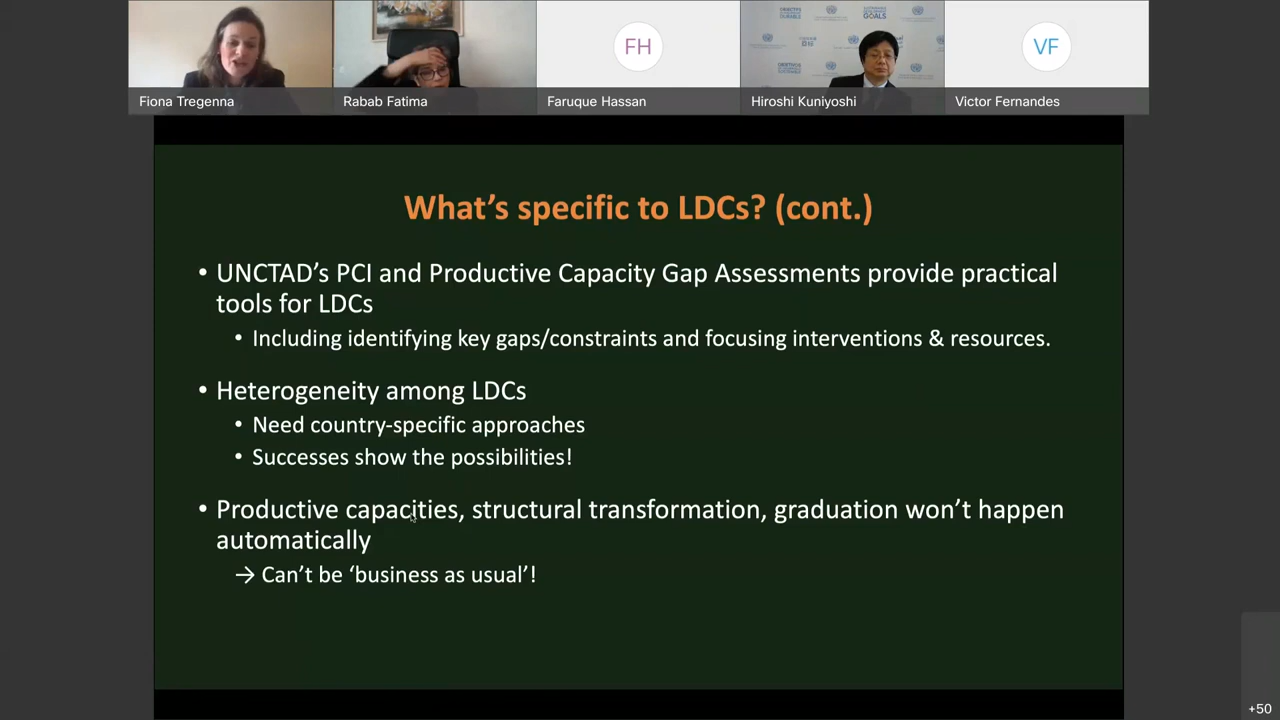 FH
VF
Fiona Tregenna
Rabab Fatima
Faruque Hassan
Hiroshi Kuniyoshi
Victor Fernandes
GOALS
What's specific to LDCs? (cont.)
• UNCTAD's PCI and Productive Capacity Gap Assessments provide practical
tools for LDCs
• Including identifying key gaps/constraints and focusing interventions & resources.
• Heterogeneity among LDCs
• Need country-specific approaches
• Successes show the possibilities!
• Productive capacities, structural transformation, graduation won't happen
automatically
→ Can't be 'business as usual'!
+50